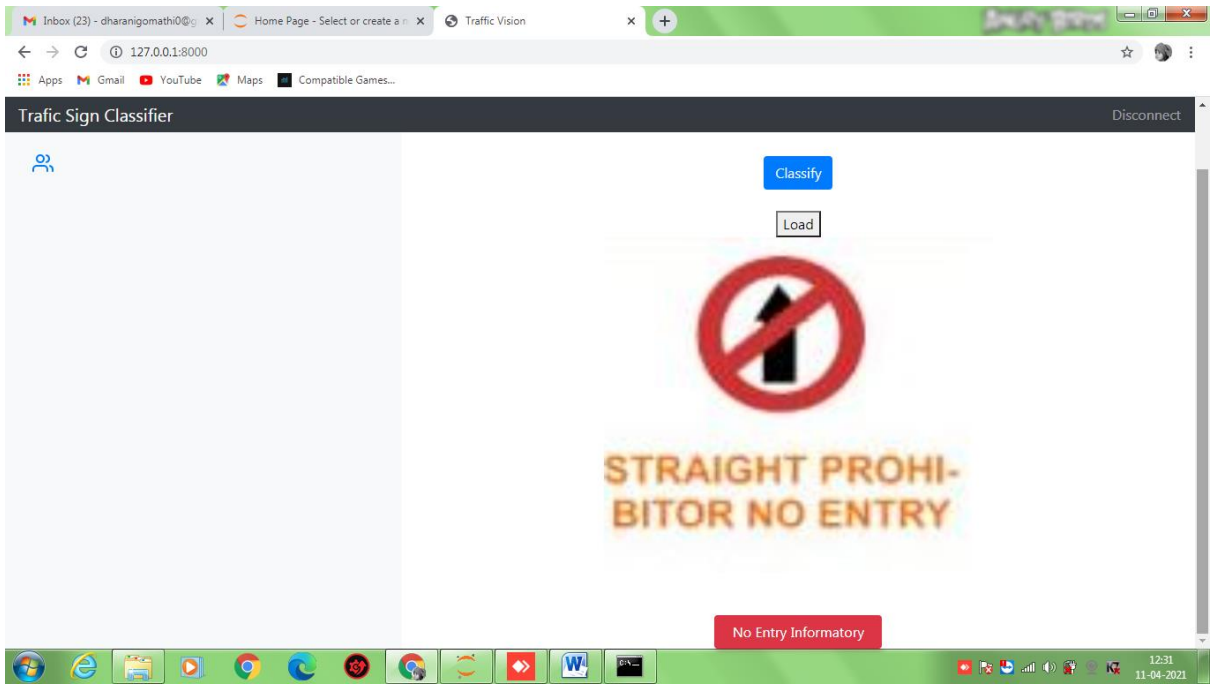 Inbox (23) - dharanigomathi0@g
Home Page - Select or create a n
Traffic Vision
127.0.0.1:8000
Apps
Gmail
YouTube
Maps
Compatible Games...
Trafic Sign Classifier
Disconnect
Classify
Load
STRAIGHT PROHI-
BITOR NO ENTRY
No Entry Informatory
12:31
11-04-2021